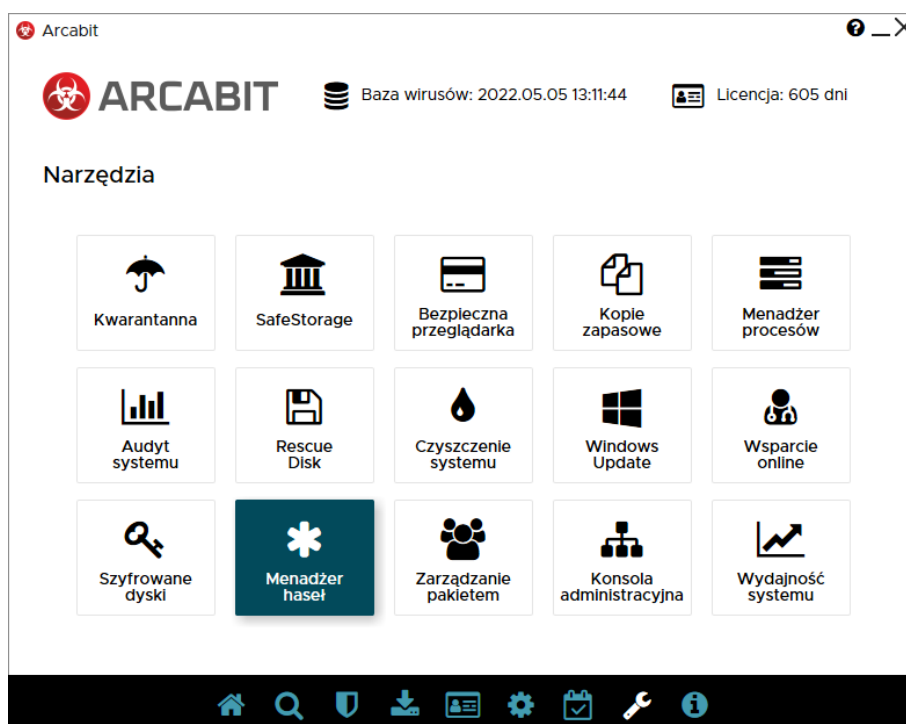 Arcabit
ARCABIT
Baza wirusów: 2022.05.05 13:11:44
Licencja: 605 dni
Narzędzia
Kwarantanna
SafeStorage
Bezpieczna
przeglądarka
Kopie
zapasowe
Menadżer
procesów
Audyt
systemu
Rescue
Disk
Czyszczenie
systemu
Windows
Update
Wsparcie
online
Szyfrowane
dyski
Menadżer
haseł
Zarządzanie
pakietem
Konsola
administracyjna
Wydajność
systemu